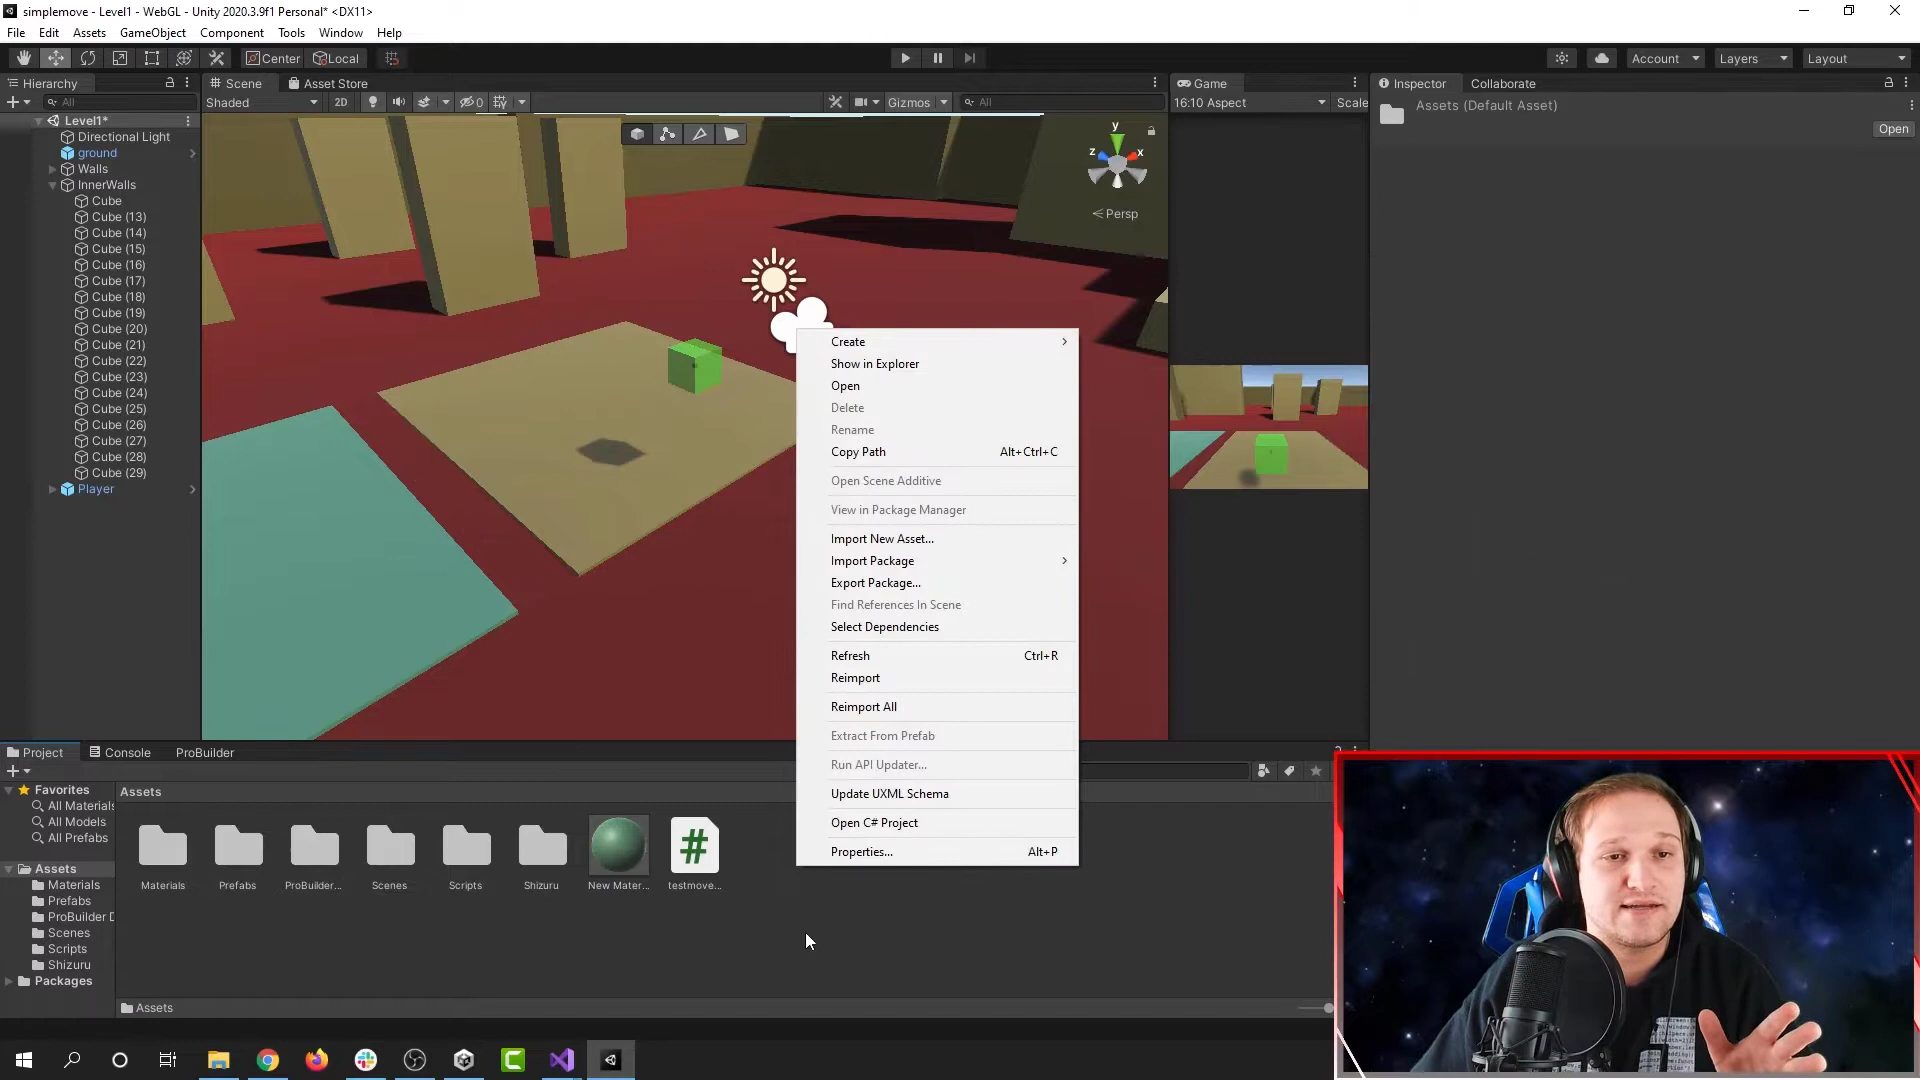 simplemove - Level1 - WebGL - Unity 2020.3.9f1 Personal* <DX11>
File Edit Assets GameObject Component Tools Window Help
Center Local
Account Layers Layout
Hierarchy
Scene Asset Store
Game
Inspector Collaborate
All
Shaded 2D 0 Gizmos All
16:10 Aspect Scale
Assets (Default Asset)
Open
Level1*
Directional Light
ground
Walls
InnerWalls
Cube
Cube (13)
Cube (14)
Cube (15)
Cube (16)
Cube (17)
Cube (18)
Cube (19)
Cube (20)
Cube (21)
Cube (22)
Cube (23)
Cube (24)
Cube (25)
Cube (26)
Cube (27)
Cube (28)
Cube (29)
Player
y
z x
Persp
Create
Show in Explorer
Open
Delete
Rename
Copy Path Alt+Ctrl+C
Open Scene Additive
View in Package Manager
Import New Asset...
Import Package
Export Package...
Find References In Scene
Select Dependencies
Refresh Ctrl+R
Reimport
Reimport All
Extract From Prefab
Run API Updater...
Update UXML Schema
Open C# Project
Properties... Alt+P
Project Console ProBuilder
Favorites
All Materials
All Models
All Prefabs
Assets
Materials
Prefabs
ProBuilder D
Scenes
Scripts
Shizuru
Packages
Assets
Materials Prefabs ProBuilder... Scenes Scripts Shizuru New Mater... testmove...
#
Assets